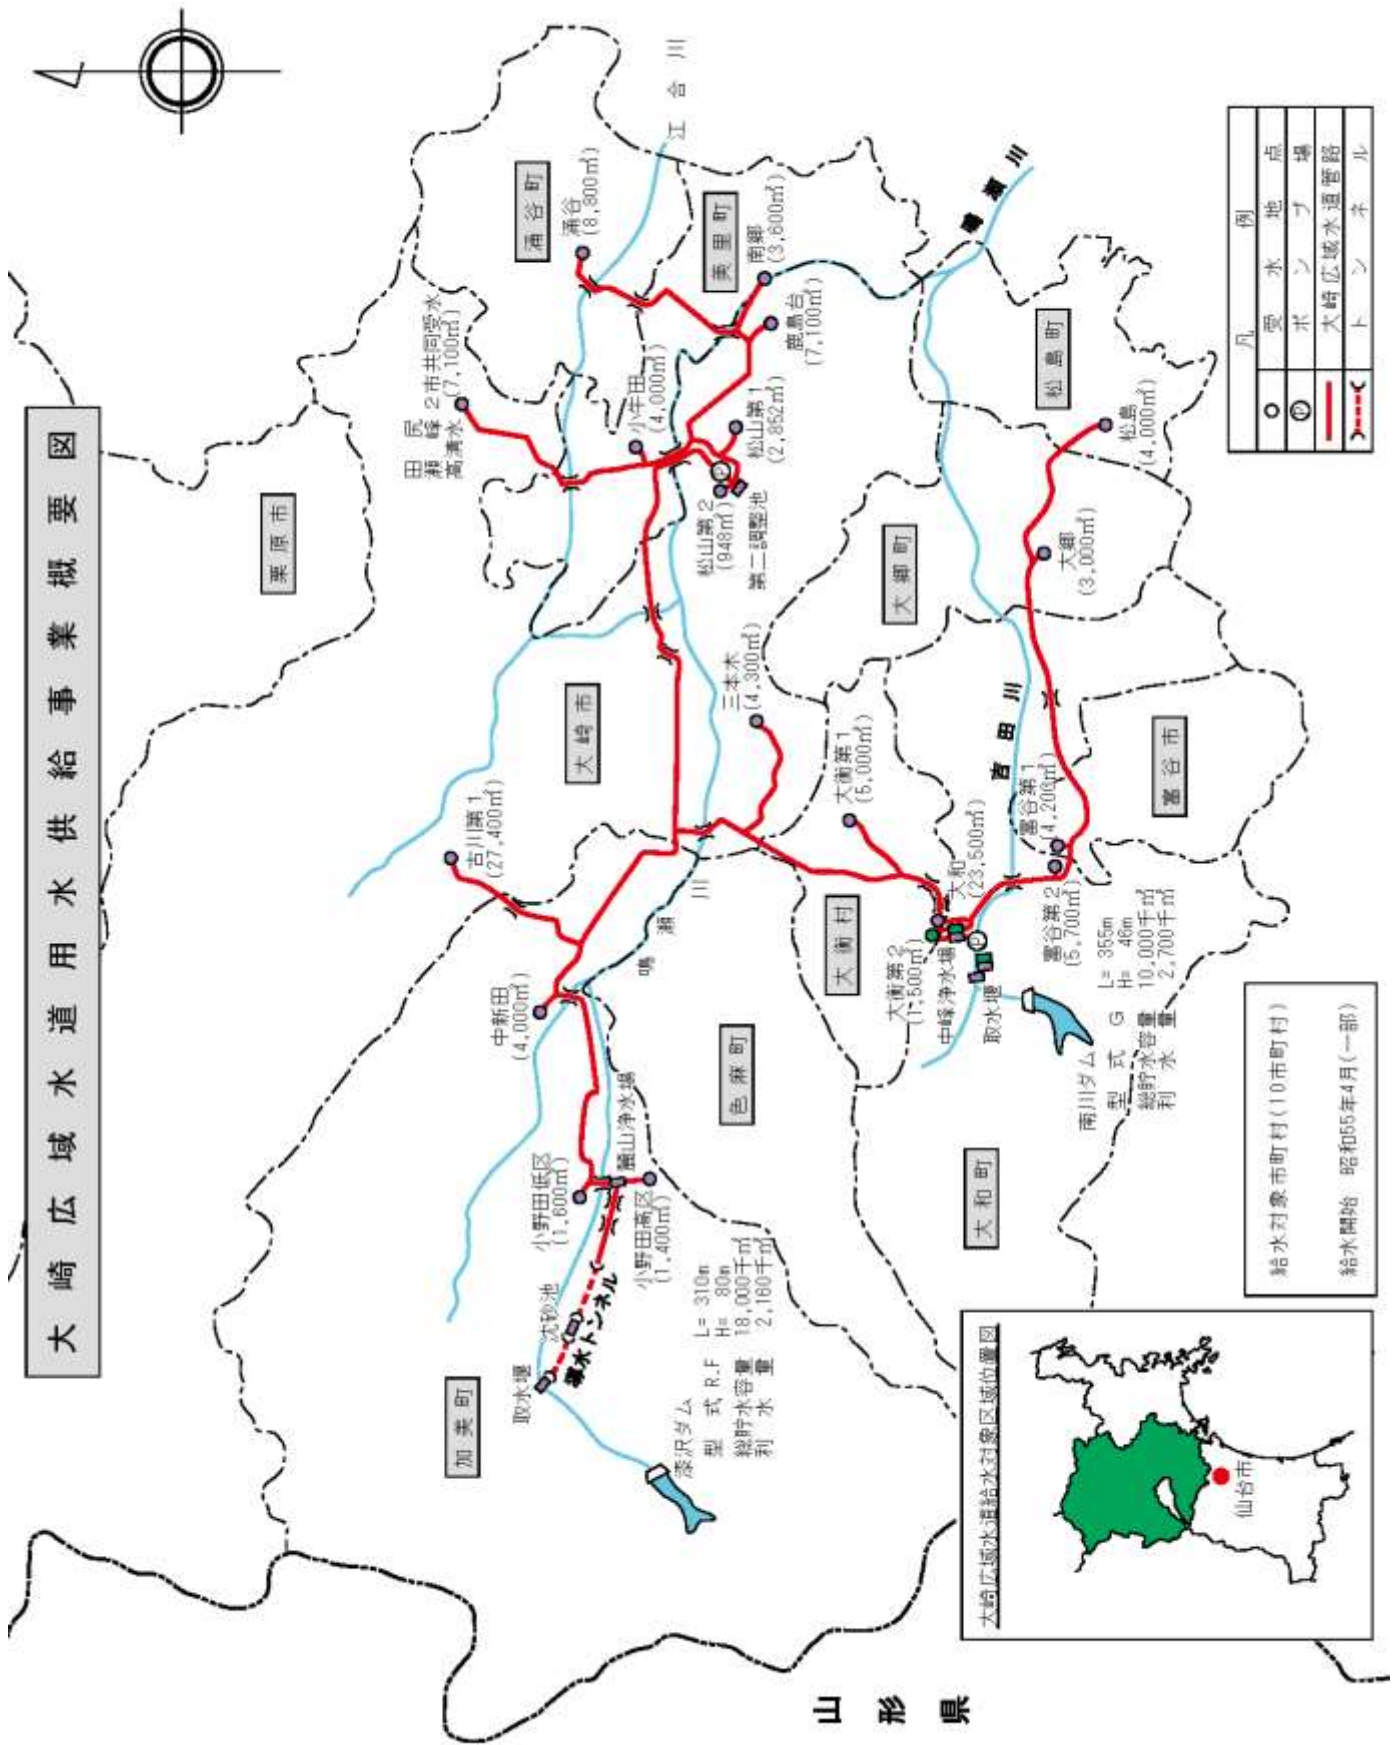 大崎広域水道用水供給事業概要図
山形県
加美町
色麻町
大和町
大衡村
大崎市
栗原市
涌谷町
美里町
松島町
大郷町
富谷市
江合川
鳴瀬川
鳴瀬川
吉田川
取水堰
沈砂池
導水トンネル
漆沢ダム
型式 R.F
L= 310m
H= 80m
総貯水容量 18,000千㎥
利水量 2,160千㎥
小野田低区
(1,600㎥)
麓山浄水場
小野田高区
(1,400㎥)
中新田
(4,000㎥)
古川第1
(27,400㎥)
三本木
(4,300㎥)
田尻
瀬峰 2市共同受水
高清水 (7,100㎥)
小牛田
(4,000㎥)
松山第1
(2,852㎥)
松山第2
(948㎥)
第二調整池
P
涌谷
(8,800㎥)
南郷
(3,600㎥)
鹿島台
(7,100㎥)
大衡第1
(5,000㎥)
大衡第2
(1,500㎥)
大和
(23,500㎥)
中峰浄水場
取水堰
P
富谷第1
(4,200㎥)
富谷第2
(5,700㎥)
大郷
(3,000㎥)
松島
(4,000㎥)
南川ダム
型式 G
L= 355m
H= 46m
総貯水容量 10,000千㎥
利水量 2,700千㎥
凡例
受水地点
P ポンプ場
大崎広域水道管路
トンネル
給水対象市町村(10市町村)
給水開始 昭和55年4月(一部)
大崎広域水道給水対象区域位置図
仙台市